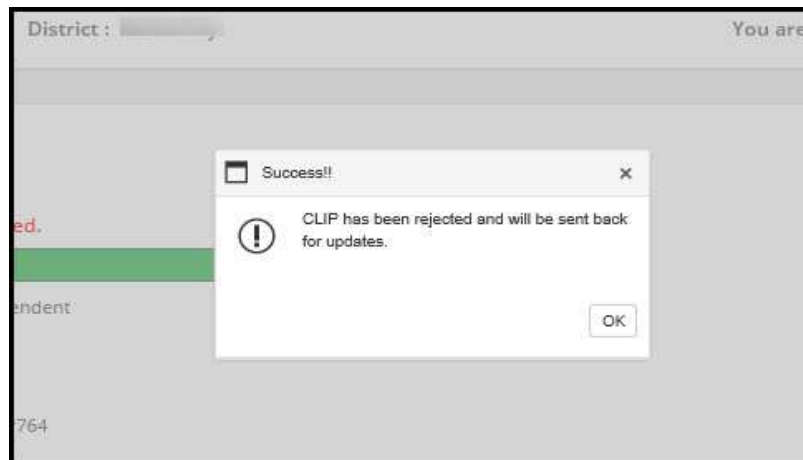 District :
You are
Success!!
×
CLIP has been rejected and will be sent back
for updates.
ed.
endent
OK
764